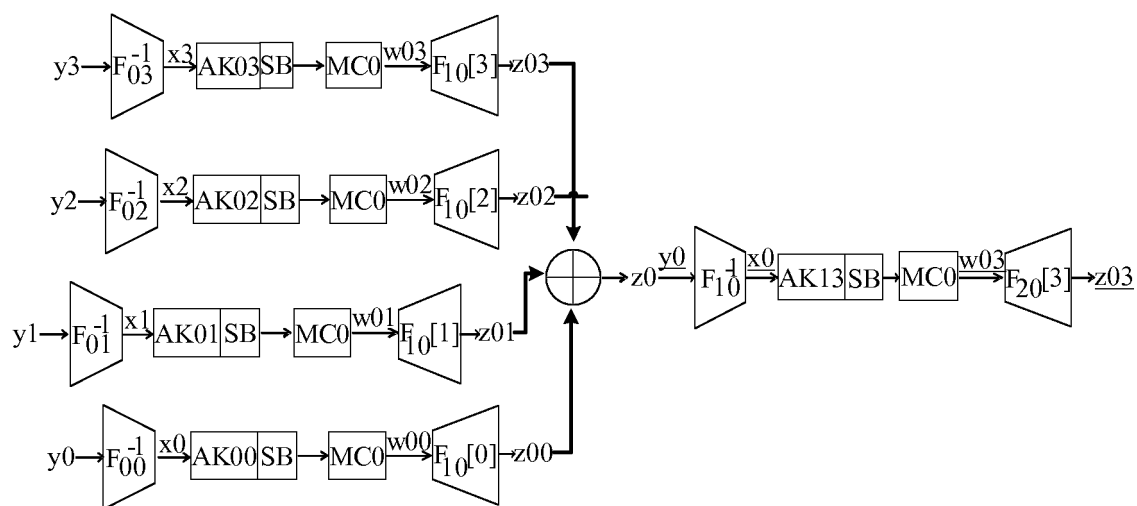 y3 F03^-1 x3 AK03 SB MC0 w03 F10[3] z03
y2 F02^-1 x2 AK02 SB MC0 w02 F10[2] z02
z0 y0 F10^-1 x0 AK13 SB MC0 w03 F20[3] z03
y1 F01^-1 x1 AK01 SB MC0 w01 F10[1] z01
y0 F00^-1 x0 AK00 SB MC0 w00 F10[0] z00